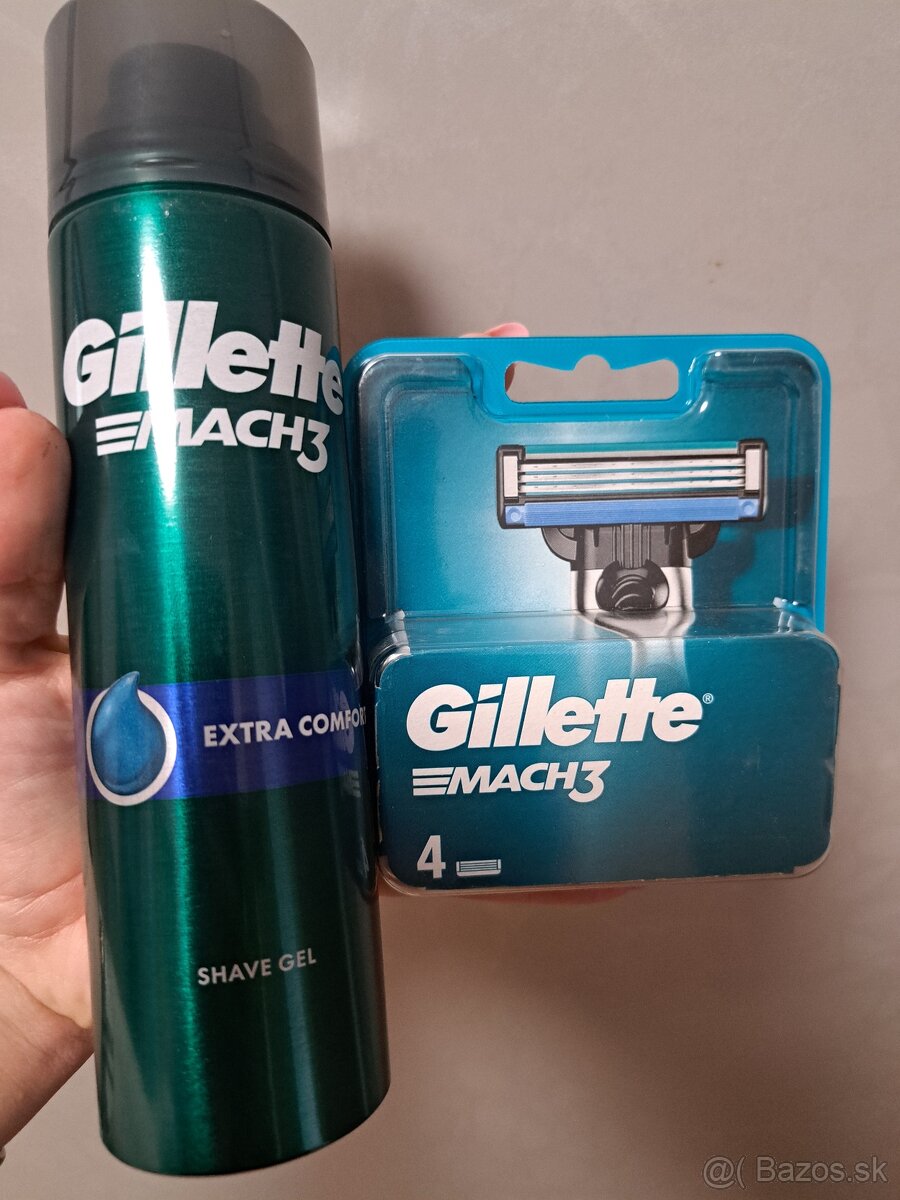 Gillette
MACH3
EXTRA COMFORT
SHAVE GEL
Gillette®
MACH3
4
@( Bazos.sk